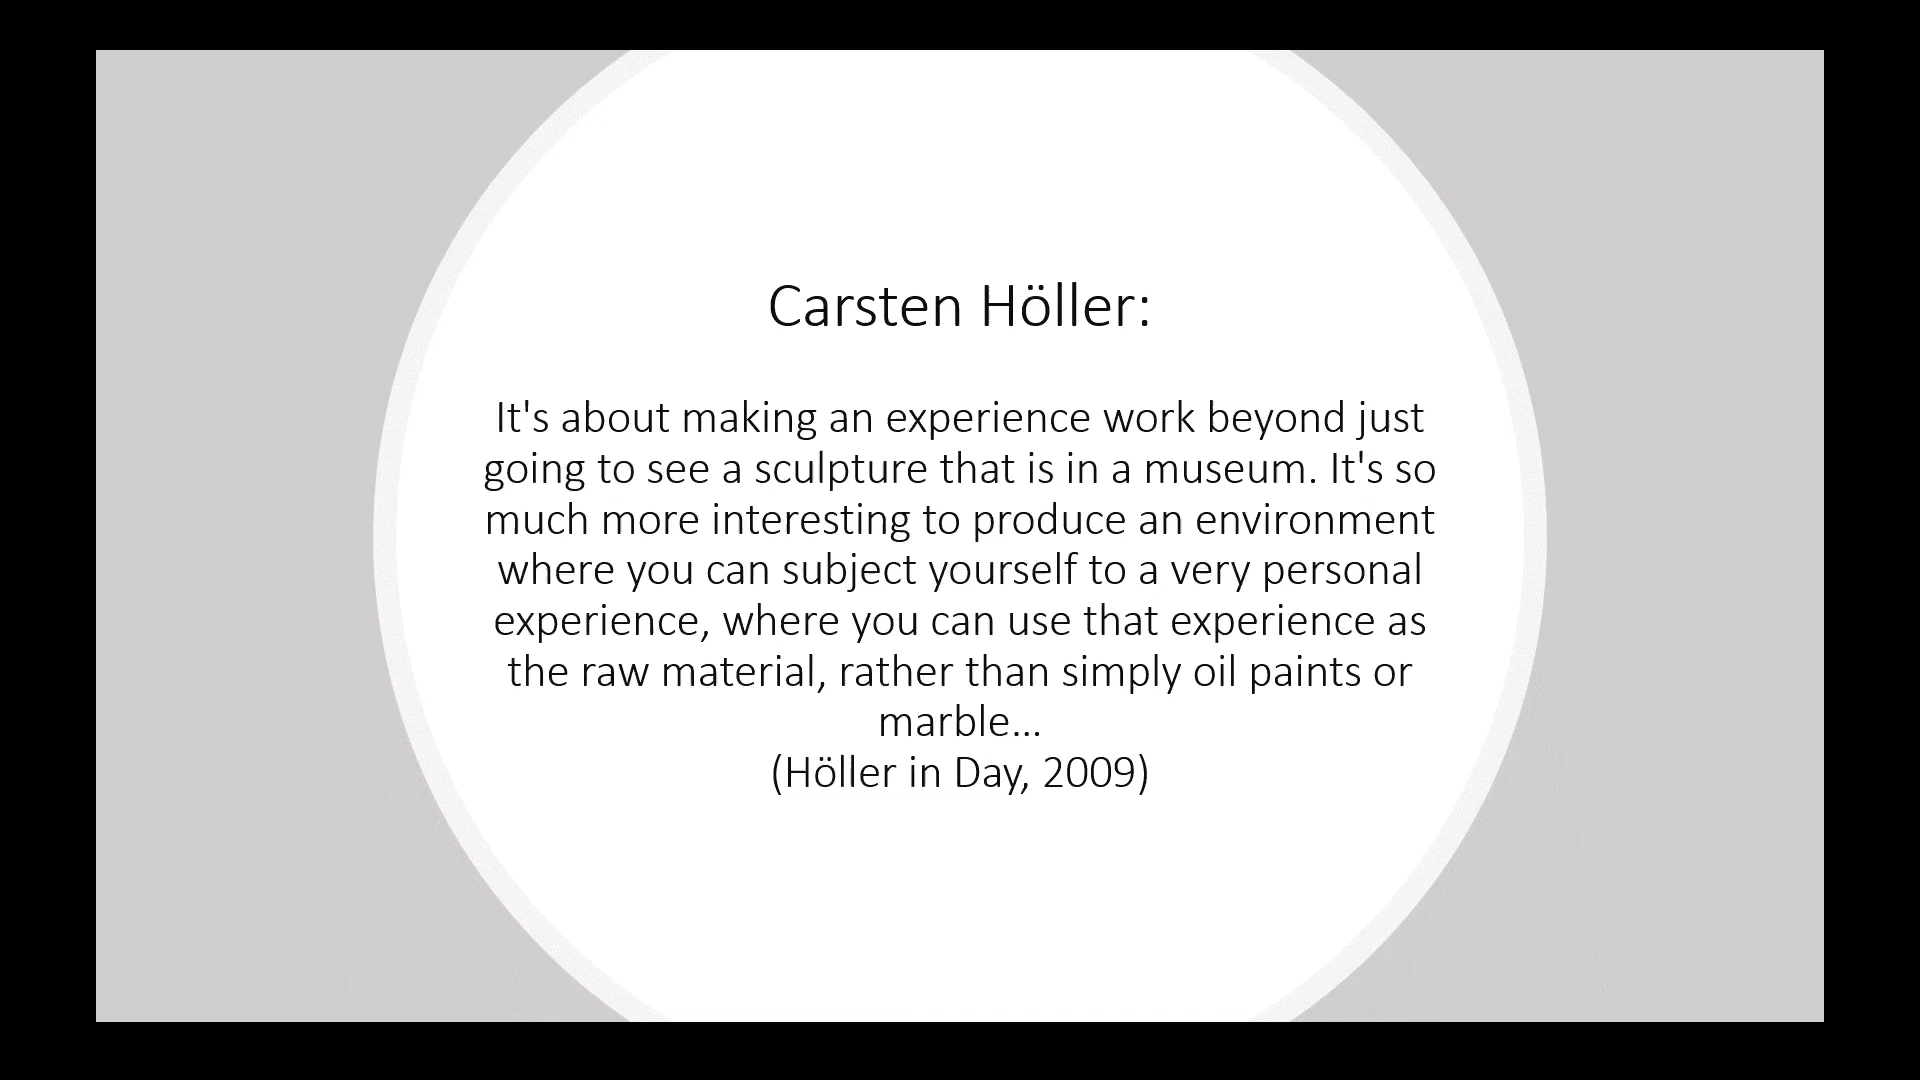 Carsten Höller:
It's about making an experience work beyond just
going to see a sculpture that is in a museum. It's so
much more interesting to produce an environment
where you can subject yourself to a very personal
experience, where you can use that experience as
the raw material, rather than simply oil paints or
marble...
(Höller in Day, 2009)